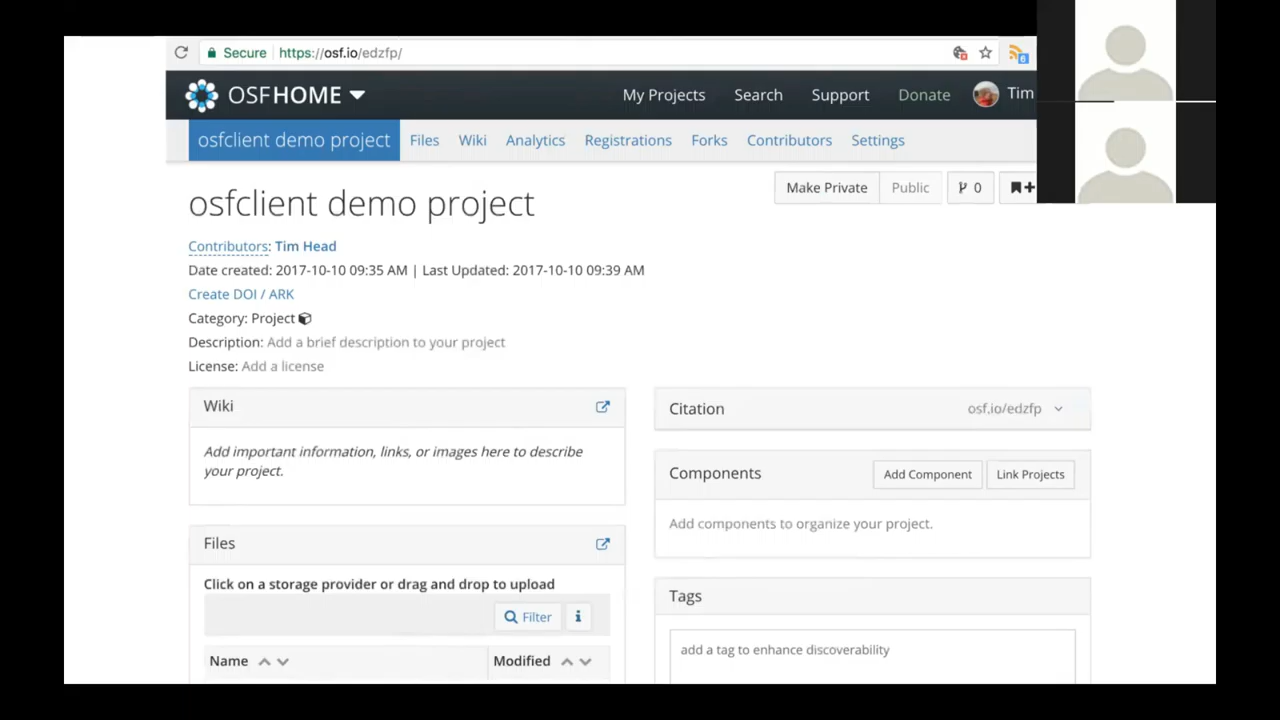 Secure https://osf.io/edzfp/
6
OSFHOME My Projects Search Support Donate Tim
osfclient demo project Files Wiki Analytics Registrations Forks Contributors Settings
Make Private Public 0
osfclient demo project
Contributors: Tim Head
Date created: 2017-10-10 09:35 AM | Last Updated: 2017-10-10 09:39 AM
Create DOI / ARK
Category: Project
Description: Add a brief description to your project
License: Add a license
Wiki
Add important information, links, or images here to describe
your project.
Files
Click on a storage provider or drag and drop to upload
Filter i
Name Modified
Citation osf.io/edzfp
Components Add Component Link Projects
Add components to organize your project.
Tags
add a tag to enhance discoverability